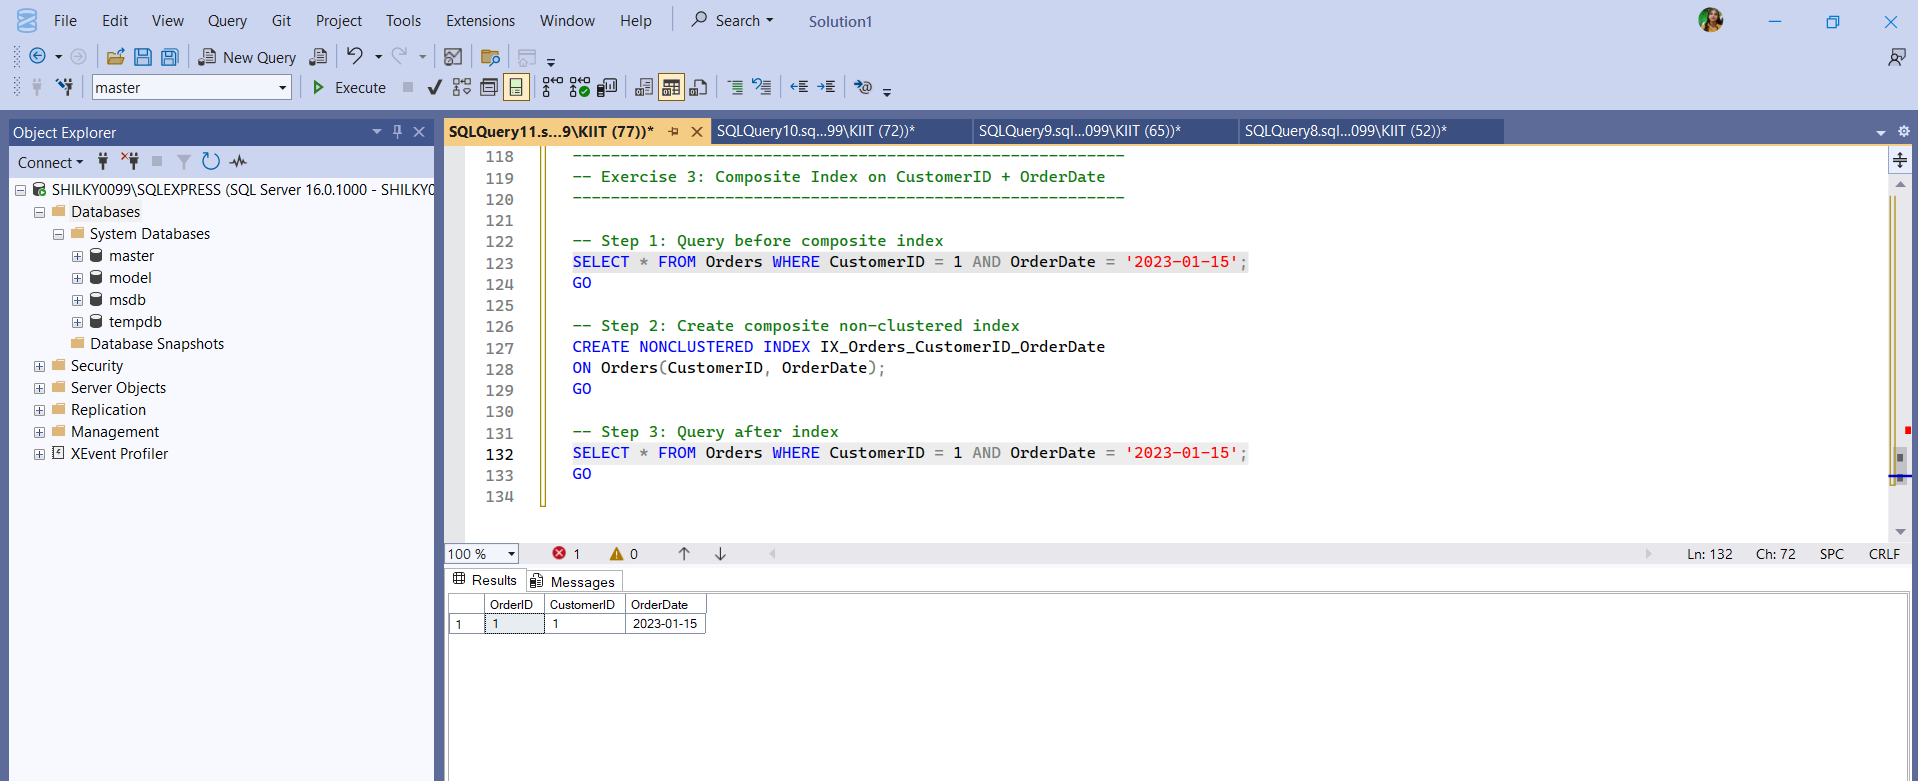 File Edit View Query Git Project Tools Extensions Window Help Search Solution1
New Query
master Execute
Object Explorer
Connect
SHILKY0099\SQLEXPRESS (SQL Server 16.0.1000 - SHILKY0
Databases
System Databases
master
model
msdb
tempdb
Database Snapshots
Security
Server Objects
Replication
Management
XEvent Profiler
SQLQuery11.s...9\KIIT (77))* SQLQuery10.sq...99\KIIT (72))* SQLQuery9.sql...099\KIIT (65))* SQLQuery8.sql...099\KIIT (52))*
118 ----------------------------------------------------------
119 -- Exercise 3: Composite Index on CustomerID + OrderDate
120 ----------------------------------------------------------
121
122 -- Step 1: Query before composite index
123 SELECT * FROM Orders WHERE CustomerID = 1 AND OrderDate = '2023-01-15';
124 GO
125
126 -- Step 2: Create composite non-clustered index
127 CREATE NONCLUSTERED INDEX IX_Orders_CustomerID_OrderDate
128 ON Orders(CustomerID, OrderDate);
129 GO
130
131 -- Step 3: Query after index
132 SELECT * FROM Orders WHERE CustomerID = 1 AND OrderDate = '2023-01-15';
133 GO
134
100 % 1 0 Ln: 132 Ch: 72 SPC CRLF
Results Messages
OrderID CustomerID OrderDate
1 1 1 2023-01-15